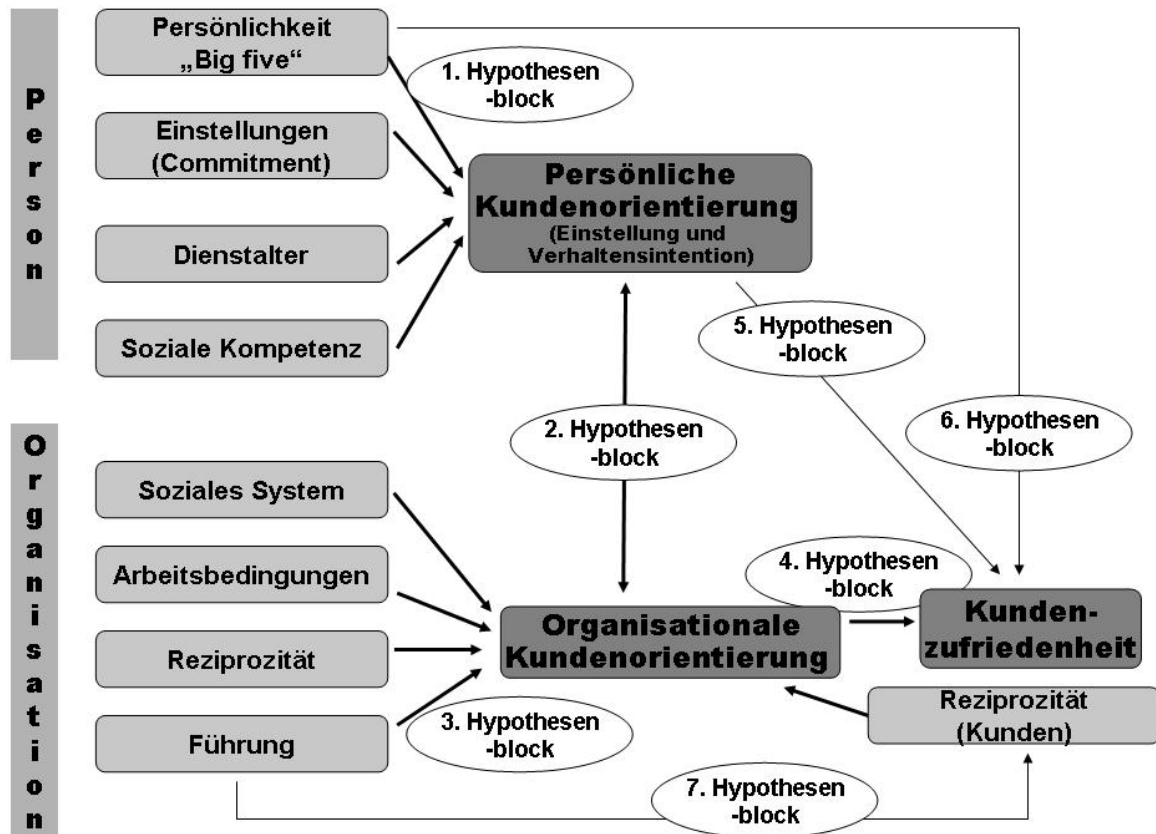 Person
Persönlichkeit
„Big five“
Einstellungen
(Commitment)
Dienstalter
Soziale Kompetenz
1. Hypothesen
-block
Persönliche
Kundenorientierung
(Einstellung und
Verhaltensintention)
5. Hypothesen
-block
6. Hypothesen
-block
2. Hypothesen
-block
Organisation
Soziales System
Arbeitsbedingungen
Reziprozität
Führung
3. Hypothesen
-block
Organisationale
Kundenorientierung
4. Hypothesen
-block
Kunden-
zufriedenheit
Reziprozität
(Kunden)
7. Hypothesen
-block